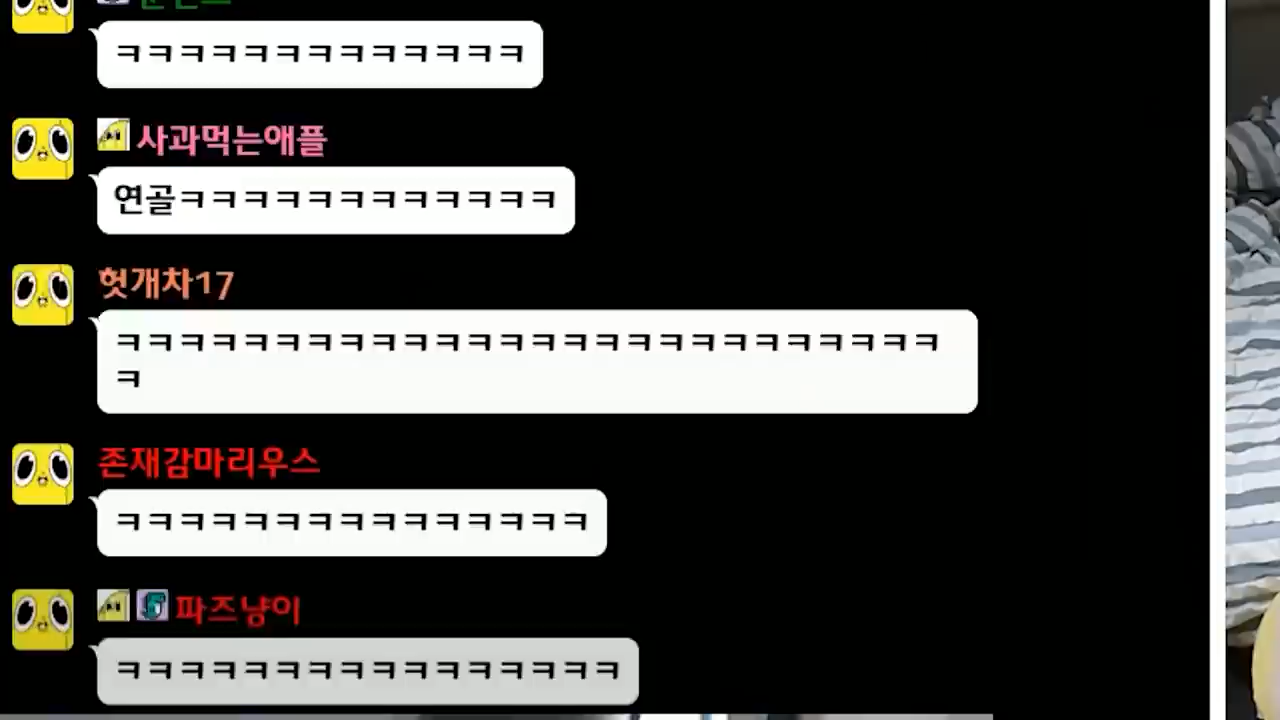 ㅋㅋㅋㅋㅋㅋㅋㅋㅋㅋㅋㅋㅋ
사과먹는애플
연골ㅋㅋㅋㅋㅋㅋㅋㅋㅋㅋㅋㅋ
헛개차17
ㅋㅋㅋㅋㅋㅋㅋㅋㅋㅋㅋㅋㅋㅋㅋㅋㅋㅋㅋㅋㅋㅋㅋㅋㅋㅋ
ㅋ
존재감마리우스
ㅋㅋㅋㅋㅋㅋㅋㅋㅋㅋㅋㅋㅋㅋㅋ
파즈냥이
ㅋㅋㅋㅋㅋㅋㅋㅋㅋㅋㅋㅋㅋㅋㅋㅋ